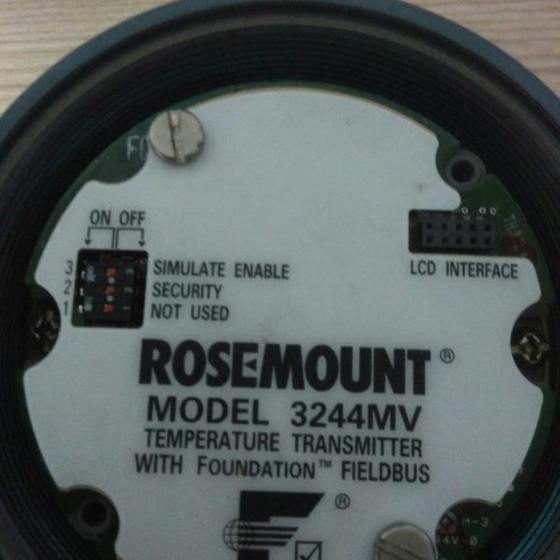 ON OFF
3 SIMULATE ENABLE
2 SECURITY
1 NOT USED
LCD INTERFACE
ROSEMOUNT®
MODEL 3244MV
TEMPERATURE TRANSMITTER
WITH FOUNDATION™ FIELDBUS
®